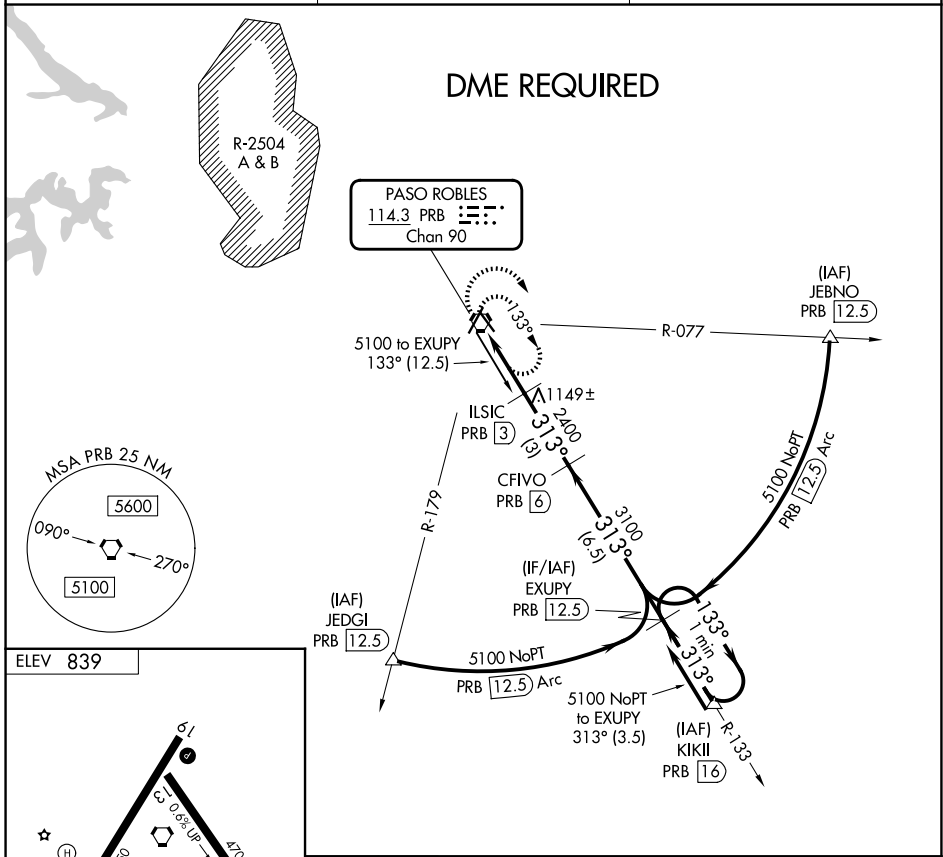 DME REQUIRED
R-2504
A & B
PASO ROBLES
114.3 PRB
Chan 90
(IAF)
JEBNO
PRB 12.5
R-077
133°
5100 to EXUPY
133° (12.5)
1149±
ILSIC
PRB 3
2400
313°
(3)
CFIVO
PRB 6
5100 NoPT
PRB 12.5 Arc
R-179
3100
313°
(6.5)
MSA PRB 25 NM
5600
090°
270°
5100
(IF/IAF)
EXUPY
PRB 12.5
(IAF)
JEDGI
PRB 12.5
133°
1 min
313°
5100 NoPT
PRB 12.5 Arc
5100 NoPT
to EXUPY
313° (3.5)
(IAF)
KIKII
PRB 16
R-133
ELEV 839
19
P
13
0.6% UP
470
H